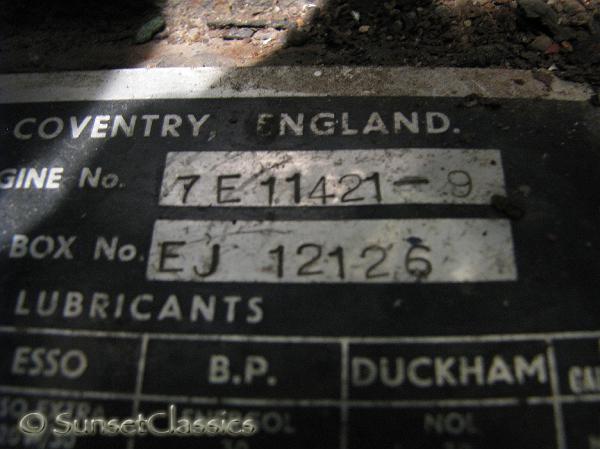 COVENTRY, ENGLAND.
GINE No. 7E11421-9
BOX No. EJ 12126
LUBRICANTS
ESSO B.P. DUCKHAM
NOL
© SunsetClassics